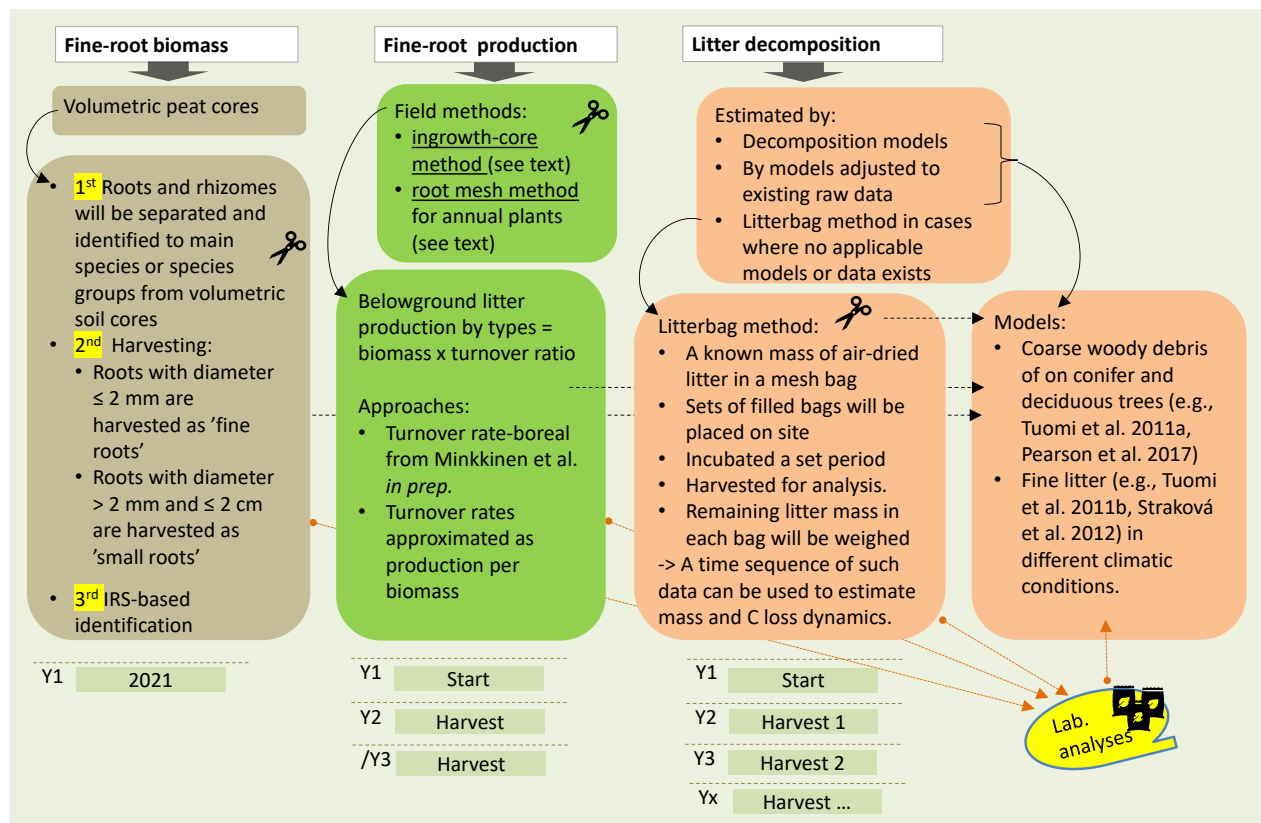 Fine-root biomass
Volumetric peat cores
• 1st Roots and rhizomes
will be separated and
identified to main
species or species
groups from volumetric
soil cores
• 2nd Harvesting:
• Roots with diameter
≤ 2 mm are
harvested as ’fine
roots’
• Roots with diameter
> 2 mm and ≤ 2 cm
are harvested as
’small roots’
• 3rd IRS-based
identification
Y1 2021
Fine-root production
Field methods:
• ingrowth-core
method (see text)
• root mesh method
for annual plants
(see text)
Belowground litter
production by types =
biomass x turnover ratio
Approaches:
• Turnover rate-boreal
from Minkkinen et al.
in prep.
• Turnover rates
approximated as
production per
biomass
Y1 Start
Y2 Harvest
/Y3 Harvest
Litter decomposition
Estimated by:
• Decomposition models
• By models adjusted to
existing raw data
• Litterbag method in cases
where no applicable
models or data exists
Litterbag method:
• A known mass of air-dried
litter in a mesh bag
• Sets of filled bags will be
placed on site
• Incubated a set period
• Harvested for analysis.
• Remaining litter mass in
each bag will be weighed
-> A time sequence of such
data can be used to estimate
mass and C loss dynamics.
Y1 Start
Y2 Harvest 1
Y3 Harvest 2
Yx Harvest ...
Models:
• Coarse woody debris
of on conifer and
deciduous trees (e.g.,
Tuomi et al. 2011a,
Pearson et al. 2017)
• Fine litter (e.g., Tuomi
et al. 2011b, Straková
et al. 2012) in
different climatic
conditions.
Lab.
analyses